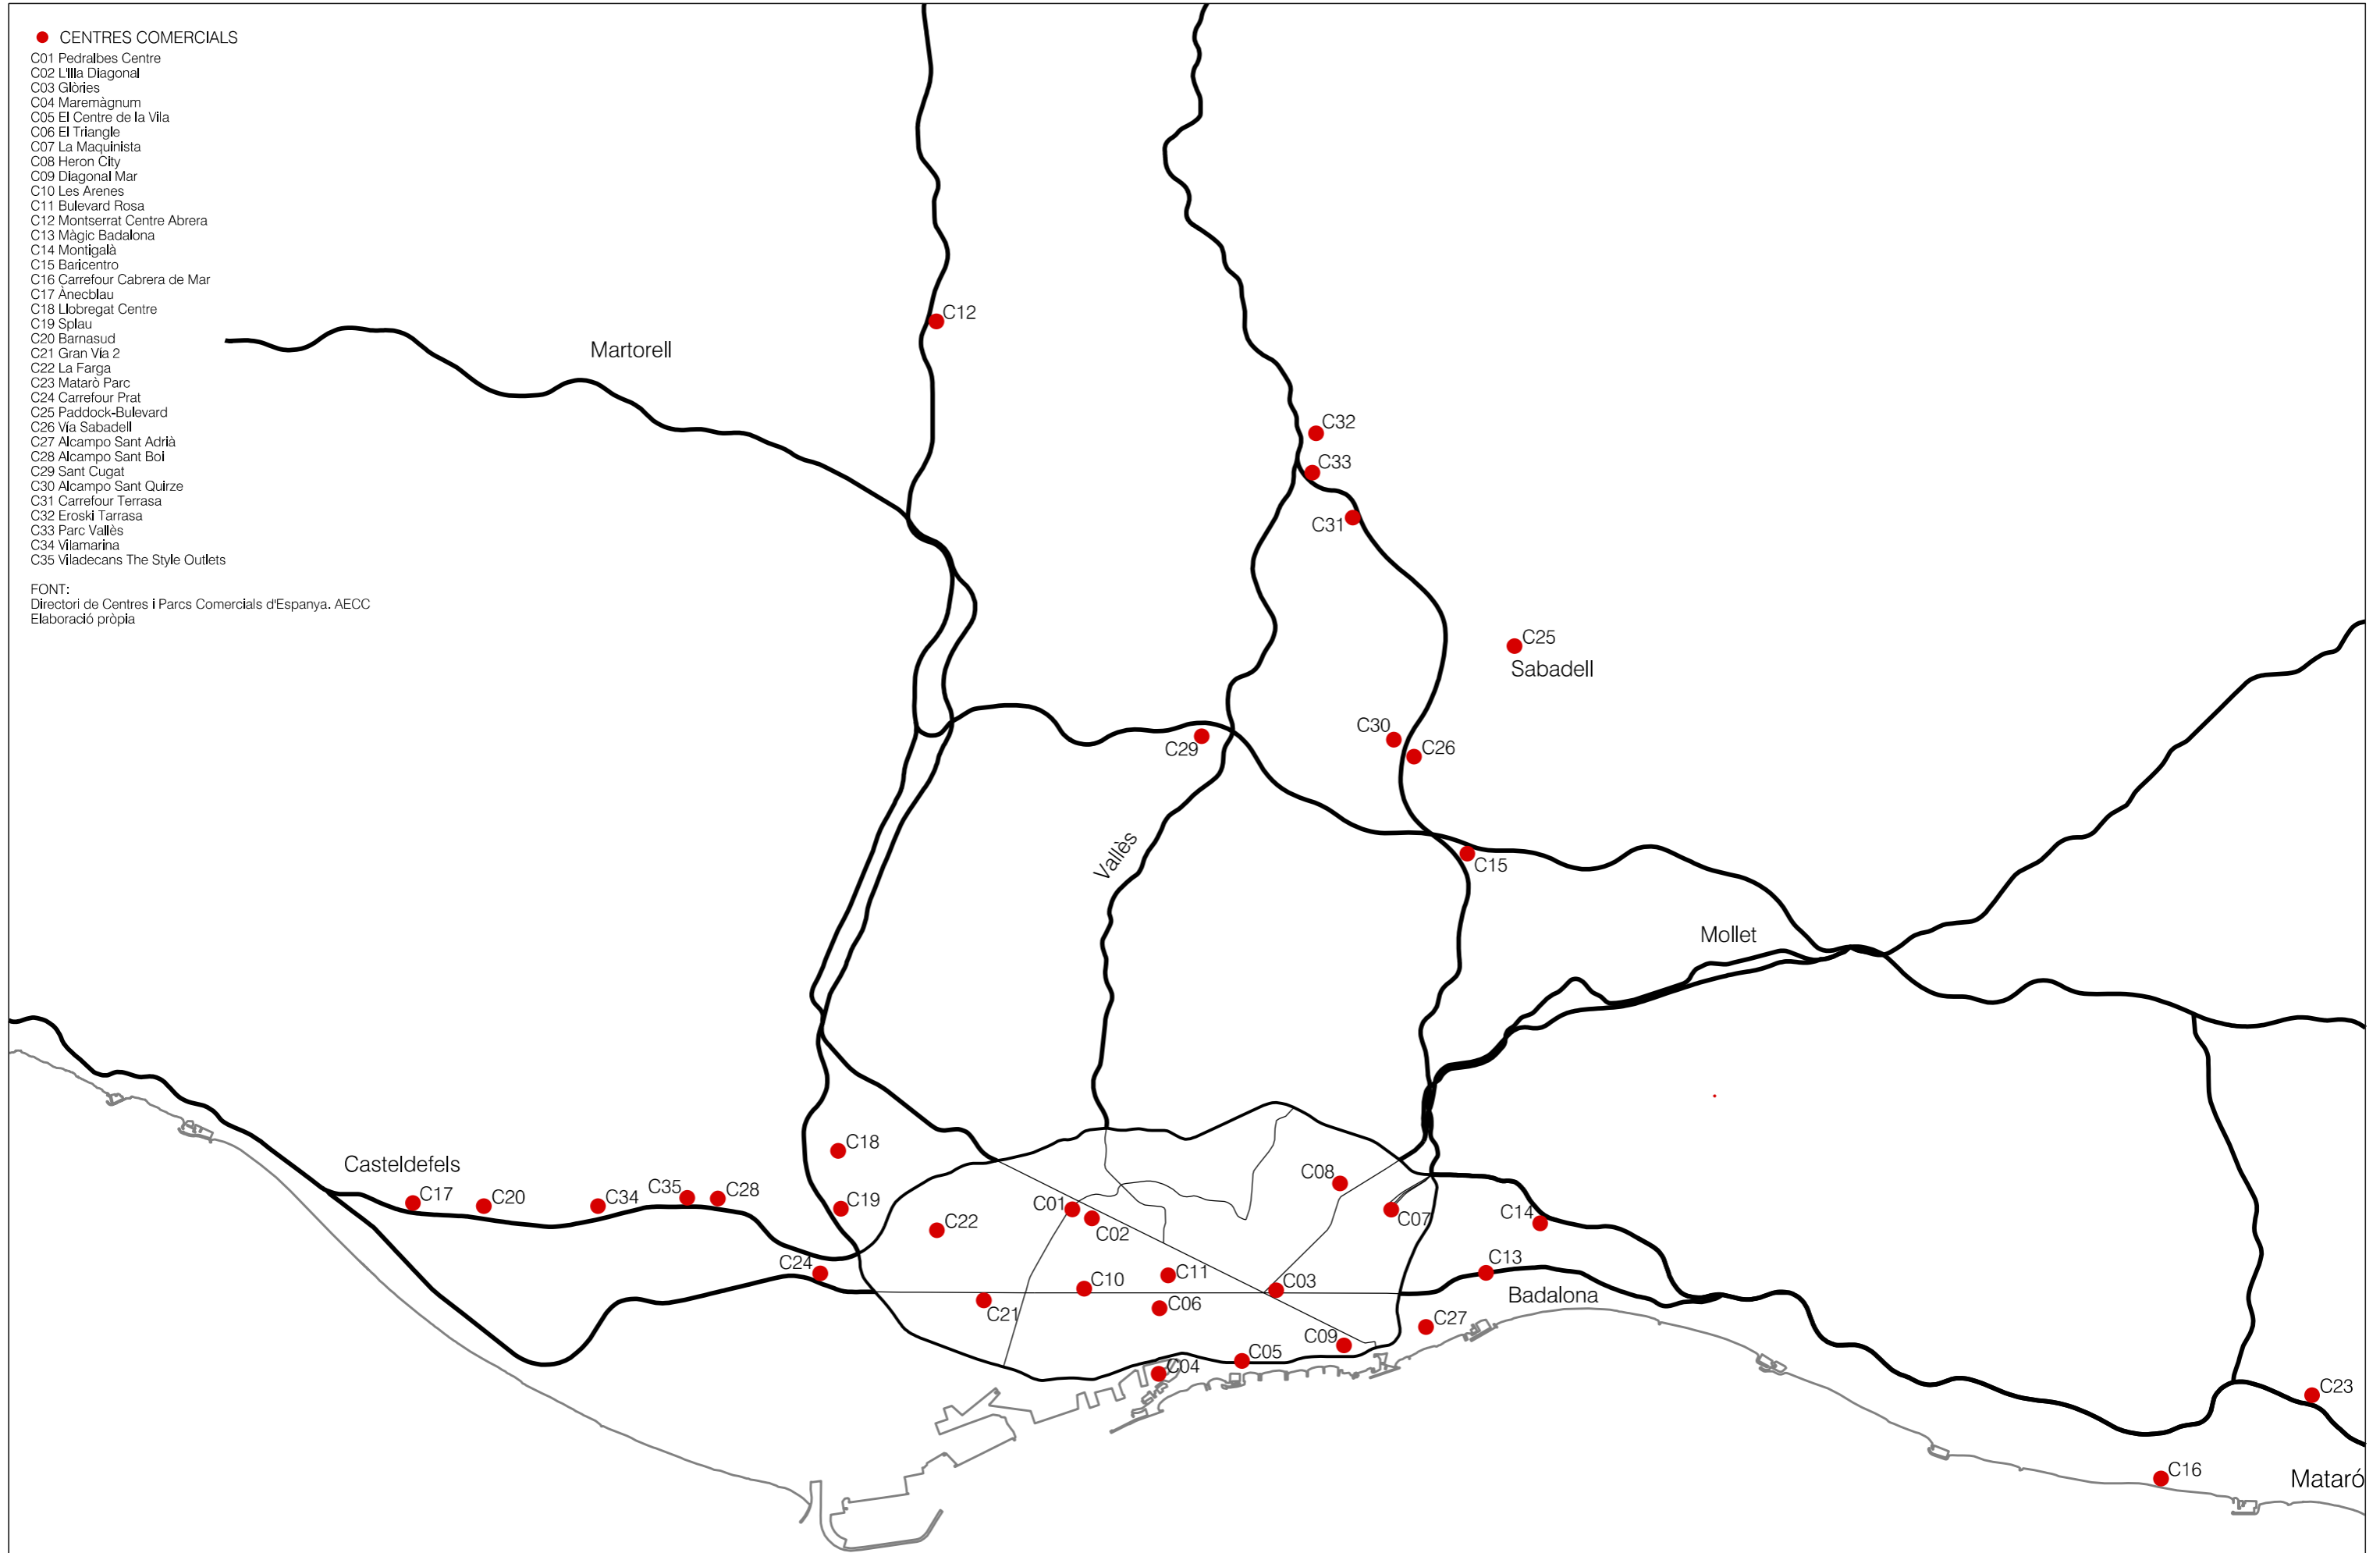 CENTRES COMERCIALS
C01 Pedralbes Centre
C02 L'Illa Diagonal
C03 Glòries
C04 Maremàgnum
C05 El Centre de la Vila
C06 El Triangle
C07 La Maquinista
C08 Heron City
C09 Diagonal Mar
C10 Les Arenes
C11 Bulevard Rosa
C12 Montserrat Centre Abrera
C13 Màgic Badalona
C14 Montigalà
C15 Baricentro
C16 Carrefour Cabrera de Mar
C17 Ànecblau
C18 Llobregat Centre
C19 Splau
C20 Barnasud
C21 Gran Via 2
C22 La Farga
C23 Mataró Parc
C24 Carrefour Prat
C25 Paddock-Bulevard
C26 Vía Sabadell
C27 Alcampo Sant Adrià
C28 Alcampo Sant Boi
C29 Sant Cugat
C30 Alcampo Sant Quirze
C31 Carrefour Terrasa
C32 Eroski Tarrasa
C33 Parc Vallès
C34 Vilamarina
C35 Viladecans The Style Outlets
FONT:
Directori de Centres i Parcs Comercials d'Espanya. AECC
Elaboració pròpia
C12
Martorell
C32
C33
C31
C25
Sabadell
C30
C26
C29
Vallès
C15
Mollet
C18
Casteldefels
C17
C20
C34
C35
C28
C19
C22
C24
C01
C02
C08
C07
C14
C13
C10
C11
C03
C21
C06
Badalona
C27
C09
C05
C04
C23
C16
Mataró